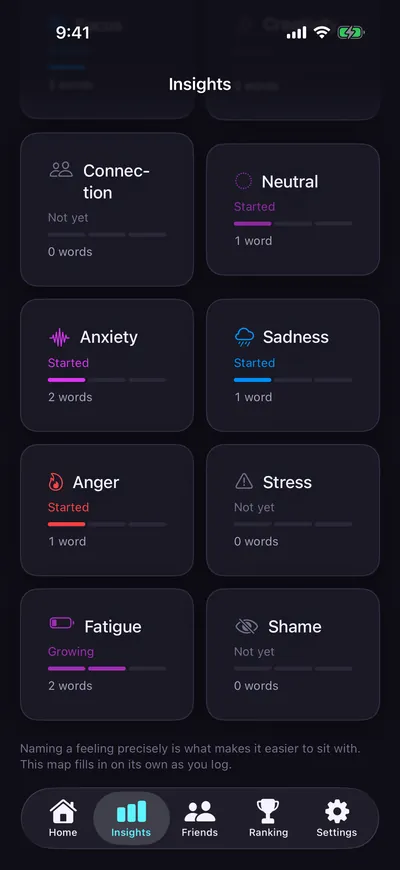 9:41
Insights
Connec-
tion
Not yet
0 words
Neutral
Started
1 word
Anxiety
Started
2 words
Sadness
Started
1 word
Anger
Started
1 word
Stress
Not yet
0 words
Fatigue
Growing
2 words
Shame
Not yet
0 words
Naming a feeling precisely is what makes it easier to sit with.
This map fills in on its own as you log.
Home
Insights
Friends
Ranking
Settings